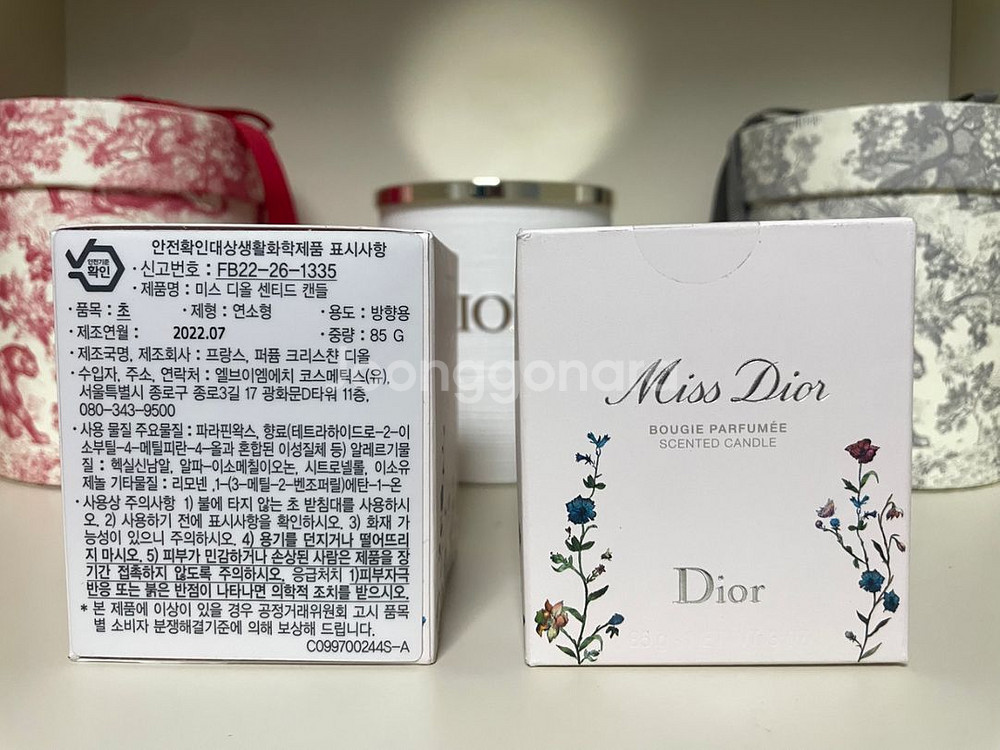 안전확인대상생활화학제품 표시사항
안전기준
확인
· 신고번호 : FB22-26-1335
· 제품명 : 미스 디올 센티드 캔들
· 품목 : 초 · 제형 : 연소형 · 용도 : 방향용
· 제조연월 : 2022.07 · 중량 : 85 G
· 제조국명, 제조회사 : 프랑스, 퍼퓸 크리스챤 디올
· 수입자, 주소, 연락처 : 엘브이엠에치 코스메틱스(유),
서울특별시 종로구 종로3길 17 광화문D타워 11층,
080-343-9500
· 사용 물질 주요물질 : 파라핀왁스, 향료(테트라하이드로-2-이
소부틸-4-메틸피란-4-올과 혼합된 이성질체 등) 알레르기물
질 : 헥실신남알, 알파-이소메칠이오논, 시트로넬롤, 이소유
제놀 기타물질 : 리모넨 ,1-(3-메틸-2-벤조퍼릴)에탄-1-온
· 사용상 주의사항 1) 불에 타지 않는 초 받침대를 사용하시
오. 2) 사용하기 전에 표시사항을 확인하시오. 3) 화재 가
능성이 있으니 주의하시오. 4) 용기를 던지거나 떨어뜨리
지 마시오. 5) 피부가 민감하거나 손상된 사람은 제품을 장
기간 접촉하지 않도록 주의하시오. 응급처치 1)피부자극
반응 또는 붉은 반점이 나타나면 의학적 조치를 받으시오.
* 본 제품에 이상이 있을 경우 공정거래위원회 고시 품목
별 소비자 분쟁해결기준에 의해 보상해 드립니다.
C099700244S-A
Miss Dior
BOUGIE PARFUMÉE
SCENTED CANDLE
Dior